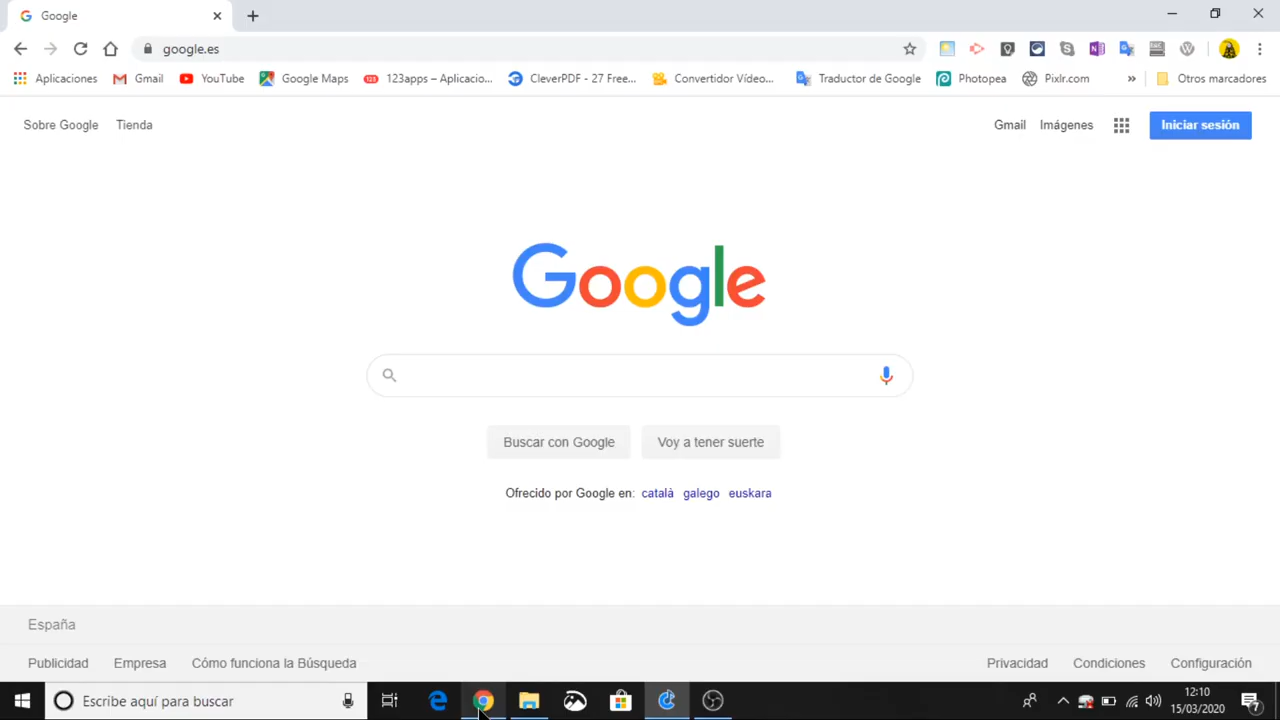 Google
google.es
Aplicaciones Gmail YouTube Google Maps 123 123apps – Aplicacio... CleverPDF - 27 Free... Convertidor Vídeo... Traductor de Google Photopea Pixlr.com » Otros marcadores
Sobre Google Tienda Gmail Imágenes Iniciar sesión
Google
Buscar con Google Voy a tener suerte
Ofrecido por Google en: català galego euskara
España
Publicidad Empresa Cómo funciona la Búsqueda Privacidad Condiciones Configuración
Escribe aquí para buscar 12:10
15/03/2020 7